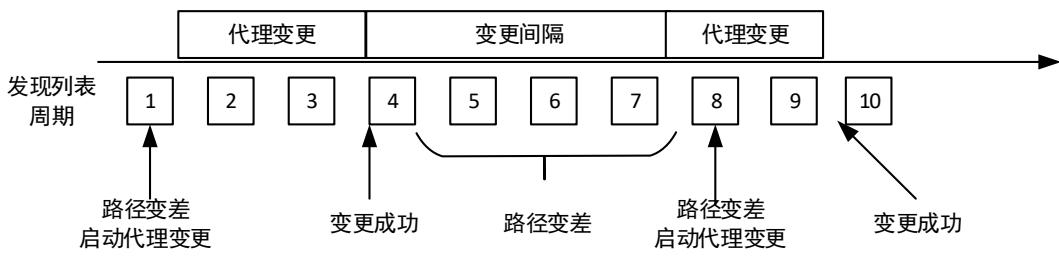 代理变更 变更间隔 代理变更
发现列表
周期
1 2 3 4 5 6 7 8 9 10
路径变差
启动代理变更
变更成功
路径变差
路径变差
启动代理变更
变更成功